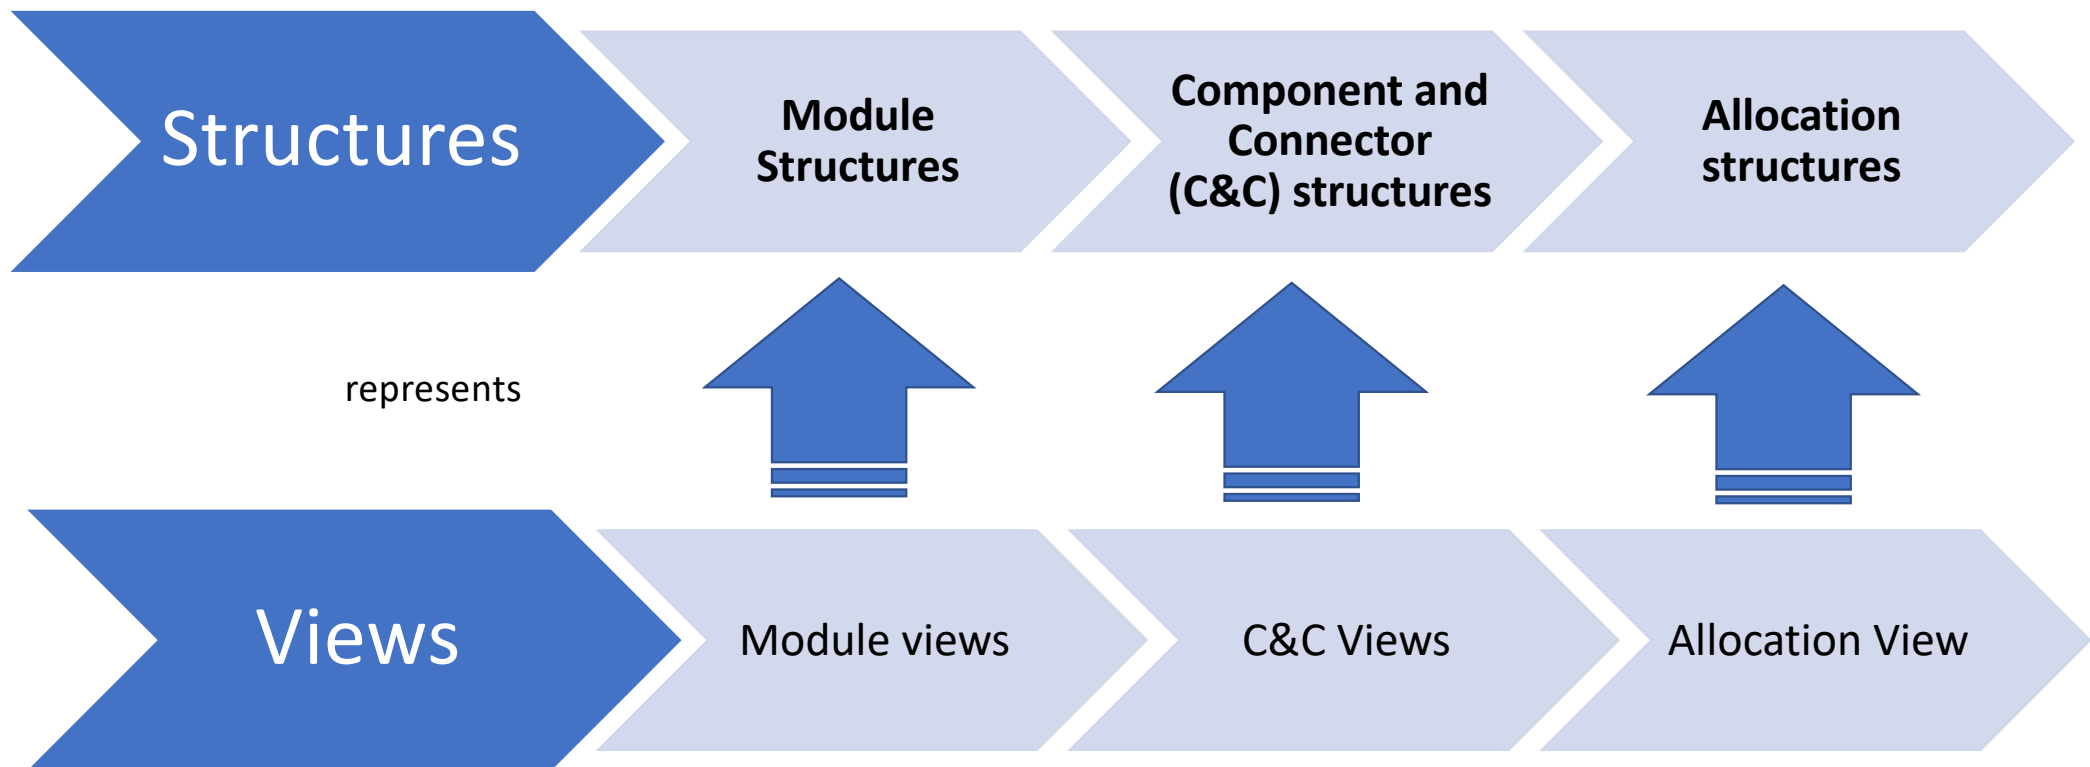 Structures
Module
Structures
Component and
Connector
(C&C) structures
Allocation
structures
represents
Views
Module views
C&C Views
Allocation View